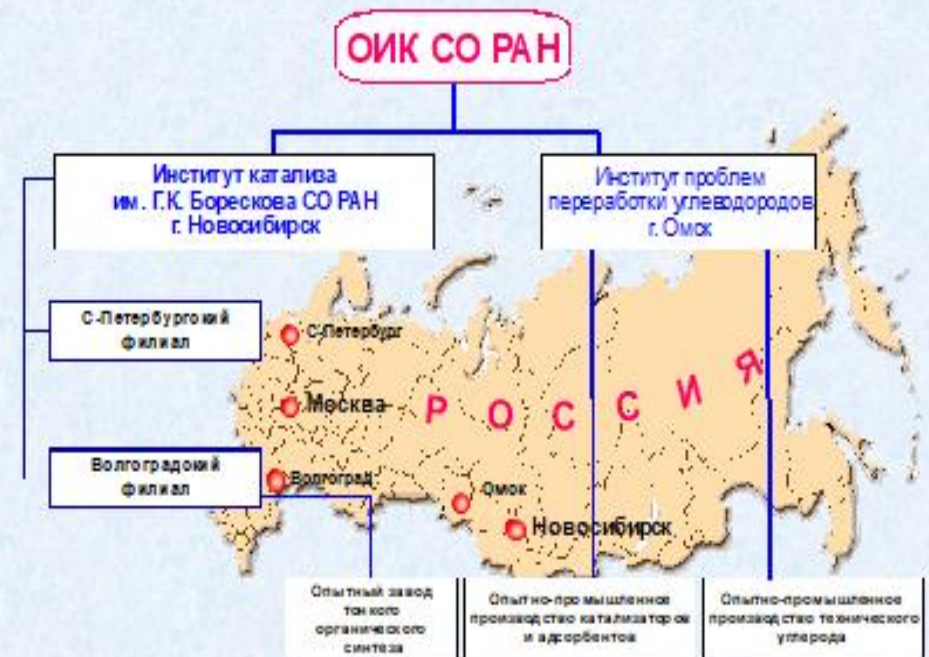 ОИК СО РАН
Институт катализа
им. Г.К. Борескова СО РАН
г. Новосибирск
Институт проблем
переработки углеводородов
г. Омск
С-Петербургский
филиал
С-Петербург
Москва
РОССИЯ
Волгоградский
филиал
Волгоград
Омск
Новосибирск
Опытный завод
тонкого
органического
синтеза
Опытно-промышленное
производство катализаторов
и адсорбентов
Опытно-промышленное
производство технического
углерода